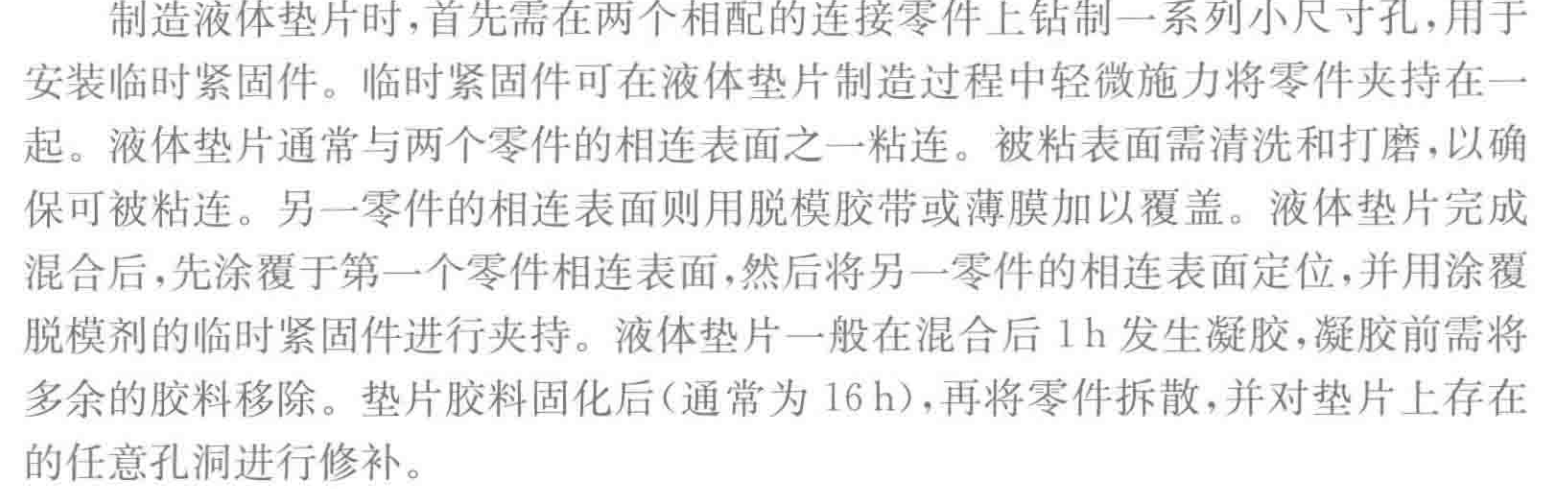 制造液体垫片时,首先需在两个相配的连接零件上钻制一系列小尺寸孔,用于
安装临时紧固件。临时紧固件可在液体垫片制造过程中轻微施力将零件夹持在一
起。液体垫片通常与两个零件的相连表面之一粘连。被粘表面需清洗和打磨,以确
保可被粘连。另一零件的相连表面则用脱模胶带或薄膜加以覆盖。液体垫片完成
混合后,先涂覆于第一个零件相连表面,然后将另一零件的相连表面定位,并用涂覆
脱模剂的临时紧固件进行夹持。液体垫片一般在混合后 1h 发生凝胶,凝胶前需将
多余的胶料移除。垫片胶料固化后(通常为 16 h),再将零件拆散,并对垫片上存在
的任意孔洞进行修补。